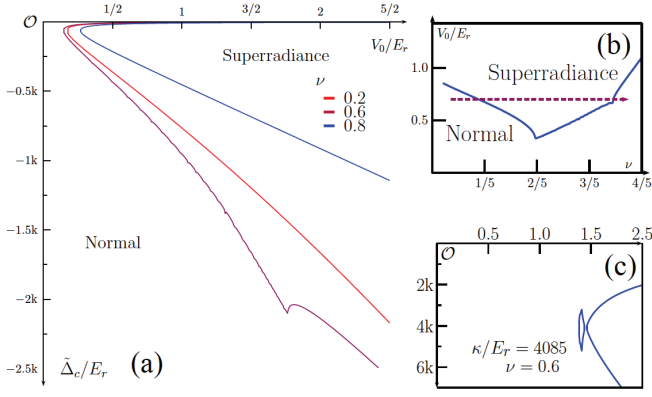 𝒪
1/2
1
3/2
2
5/2
V₀/Eᵣ
Superradiance
ν
0.2
0.6
0.8
−0.5k
−1k
−1.5k
−2k
−2.5k
Normal
Δ̃_c/Eᵣ
(a)
V₀/Eᵣ
(b)
1.0
0.5
Superradiance
Normal
1/5
2/5
3/5
4/5
ν
𝒪
0.5
1.0
1.5
2.5
(c)
2k
4k
6k
κ/Eᵣ = 4085
ν = 0.6